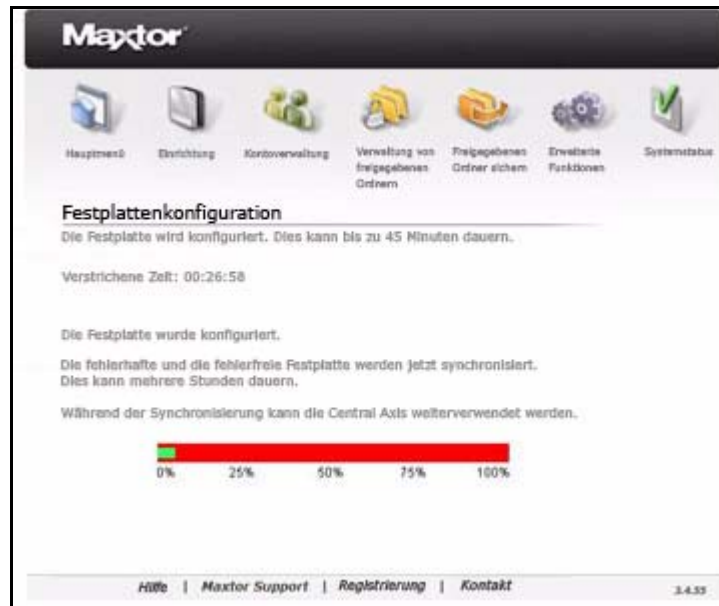 Maxtor
Hauptmenü
Einrichtung
Kontoverwaltung
Verwaltung von
freigegebenen
Ordnern
Freigegebenen
Ordner sichern
Erweiterte
Funktionen
Systemstatus
Festplattenkonfiguration
Die Festplatte wird konfiguriert. Dies kann bis zu 45 Minuten dauern.
Verstrichene Zeit: 00:26:58
Die Festplatte wurde konfiguriert.
Die fehlerhafte und die fehlerfreie Festplatte werden jetzt synchronisiert.
Dies kann mehrere Stunden dauern.
Während der Synchronisierung kann die Central Axis weiterverwendet werden.
0% 25% 50% 75% 100%
Hilfe | Maxtor Support | Registrierung | Kontakt
3.4.55